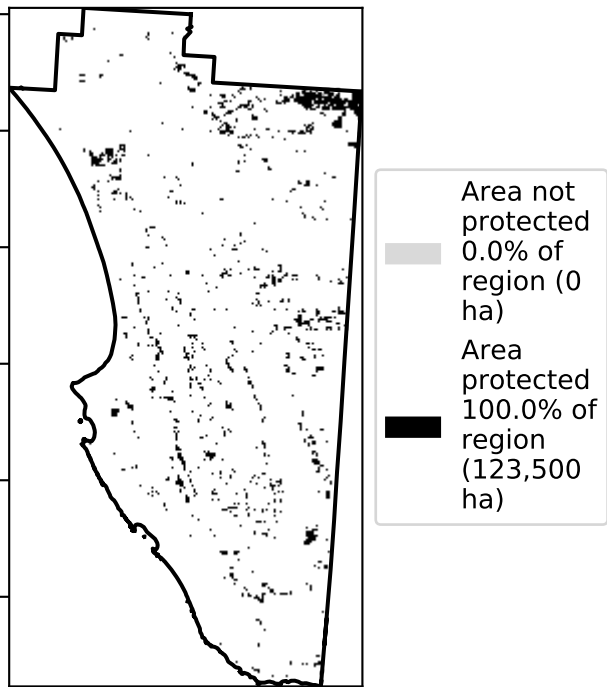 Area not
protected
0.0% of
region (0
ha)
Area
protected
100.0% of
region
(123,500
ha)